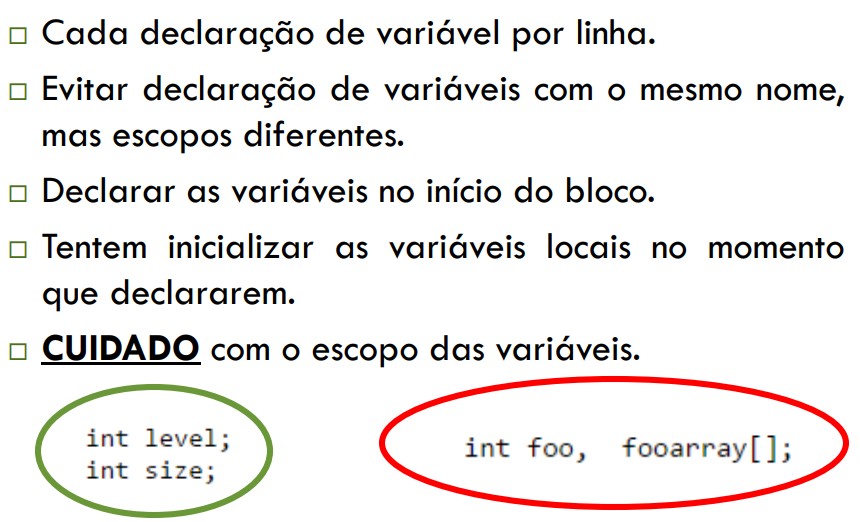 Cada declaração de variável por linha.
Evitar declaração de variáveis com o mesmo nome,
mas escopos diferentes.
Declarar as variáveis no início do bloco.
Tentem inicializar as variáveis locais no momento
que declararem.
CUIDADO com o escopo das variáveis.
int level;
int size;
int foo,  fooarray[];